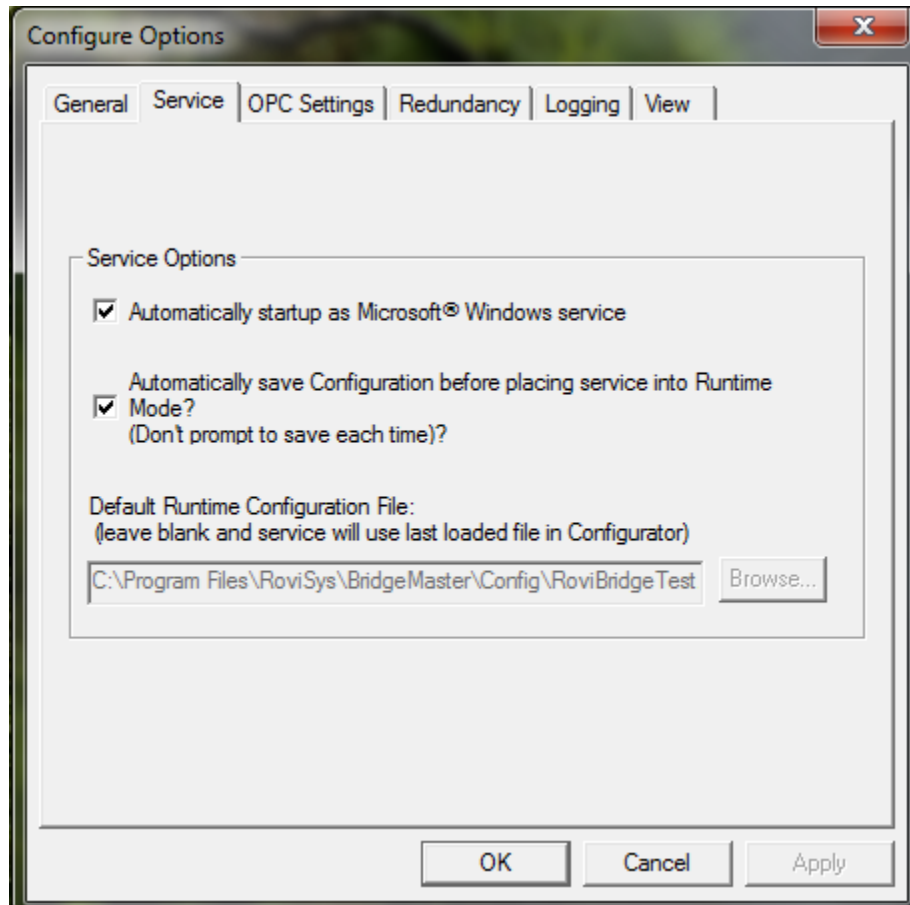 Configure Options
General Service OPC Settings Redundancy Logging View
Service Options
Automatically startup as Microsoft® Windows service
Automatically save Configuration before placing service into Runtime
Mode?
(Don't prompt to save each time)?
Default Runtime Configuration File:
(leave blank and service will use last loaded file in Configurator)
C:\Program Files\RoviSys\BridgeMaster\Config\RoviBridgeTest Browse...
OK Cancel Apply